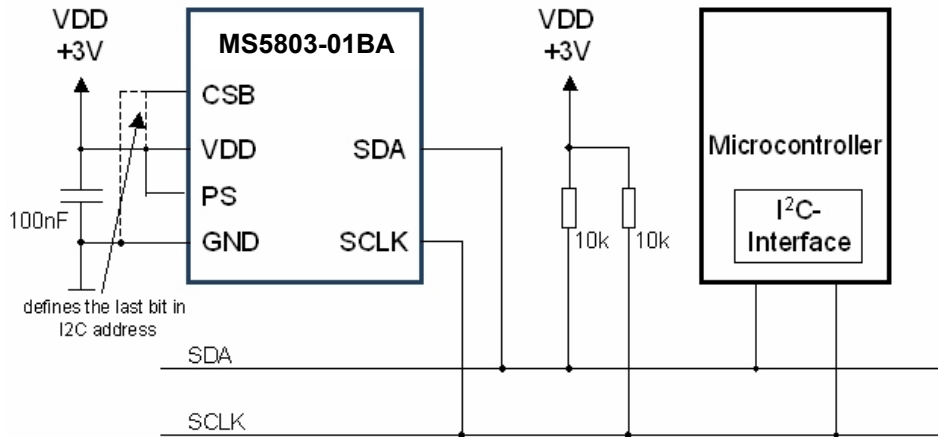 VDD
+3V
MS5803-01BA
CSB
VDD
PS
GND
SDA
SCLK
100nF
defines the last bit in
I2C address
VDD
+3V
10k
10k
Microcontroller
I²C-
Interface
SDA
SCLK